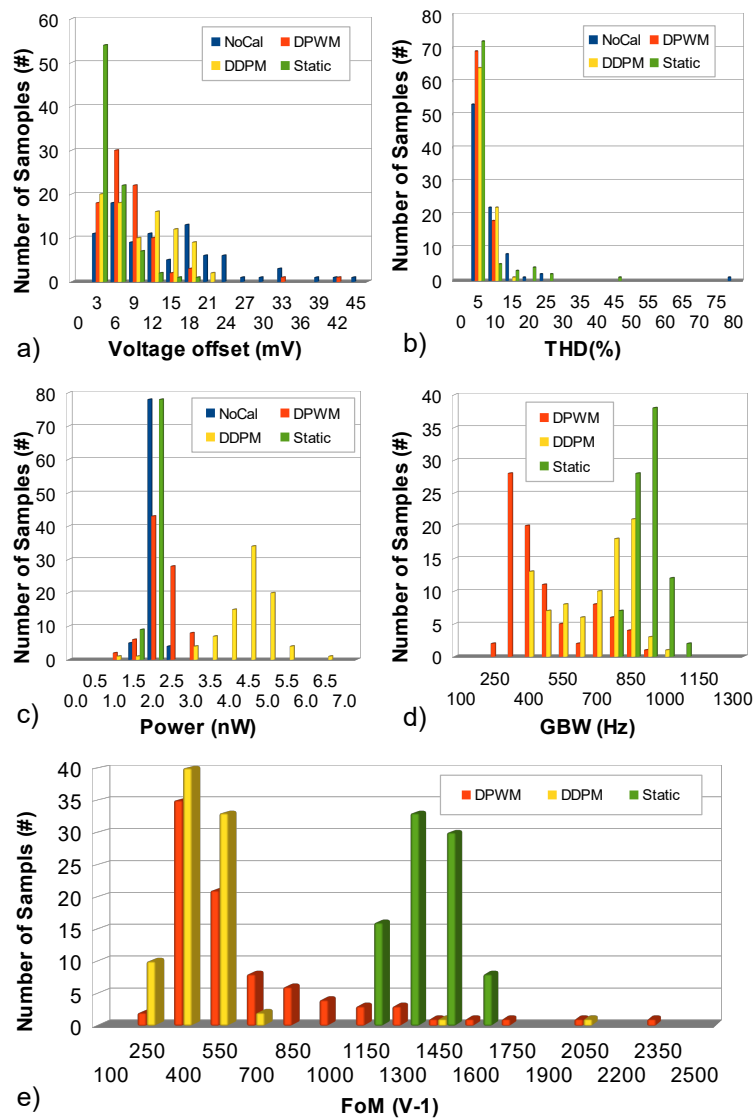 Number of Samoples (#)
60
50
40
30
20
10
0
NoCal
DPWM
DDPM
Static
3 9 15 21 27 33 39 45
0 6 12 18 24 30 36 42
a)
Voltage offset (mV)
Number of Samples (#)
80
70
60
50
40
30
20
10
0
NoCal
DPWM
DDPM
Static
5 15 25 35 45 55 65 75
0 10 20 30 40 50 60 70 80
b)
THD(%)
Number of Samples (#)
80
70
60
50
40
30
20
10
0
NoCal
DPWM
DDPM
Static
0.5 1.5 2.5 3.5 4.5 5.5 6.5
0.0 1.0 2.0 3.0 4.0 5.0 6.0 7.0
c)
Power (nW)
Number of Samples (#)
40
35
30
25
20
15
10
5
0
DPWM
DDPM
Static
250 550 850 1150
100 400 700 1000 1300
d)
GBW (Hz)
Number of Sampls (#)
40
35
30
25
20
15
10
5
0
DPWM
DDPM
Static
250 550 850 1150 1450 1750 2050 2350
100 400 700 1000 1300 1600 1900 2200 2500
e)
FoM (V-1)